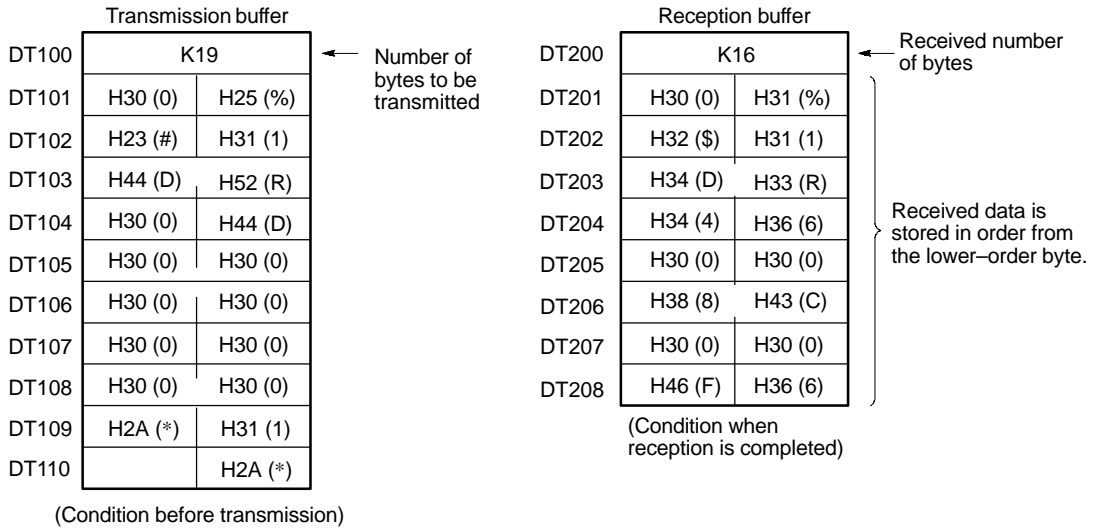 Transmission buffer
DT100 K19
Number of
bytes to be
transmitted
DT101 H30 (0) H25 (%)
DT102 H23 (#) H31 (1)
DT103 H44 (D) H52 (R)
DT104 H30 (0) H44 (D)
DT105 H30 (0) H30 (0)
DT106 H30 (0) H30 (0)
DT107 H30 (0) H30 (0)
DT108 H30 (0) H30 (0)
DT109 H2A (*) H31 (1)
DT110 H2A (*)
(Condition before transmission)
Reception buffer
DT200 K16
Received number
of bytes
DT201 H30 (0) H31 (%)
DT202 H32 ($) H31 (1)
DT203 H34 (D) H33 (R)
DT204 H34 (4) H36 (6)
DT205 H30 (0) H30 (0)
DT206 H38 (8) H43 (C)
DT207 H30 (0) H30 (0)
DT208 H46 (F) H36 (6)
Received data is
stored in order from
the lower–order byte.
(Condition when
reception is completed)